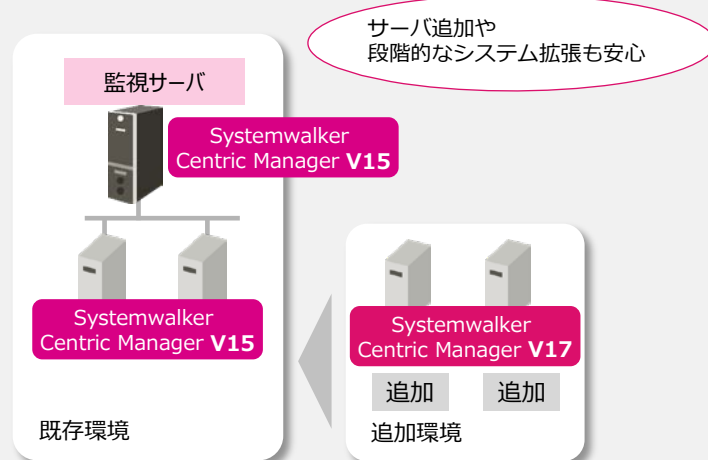 サーバ追加や
段階的なシステム拡張も安心
監視サーバ
Systemwalker
Centric Manager V15
Systemwalker
Centric Manager V15
既存環境
Systemwalker
Centric Manager V17
追加 追加
追加環境